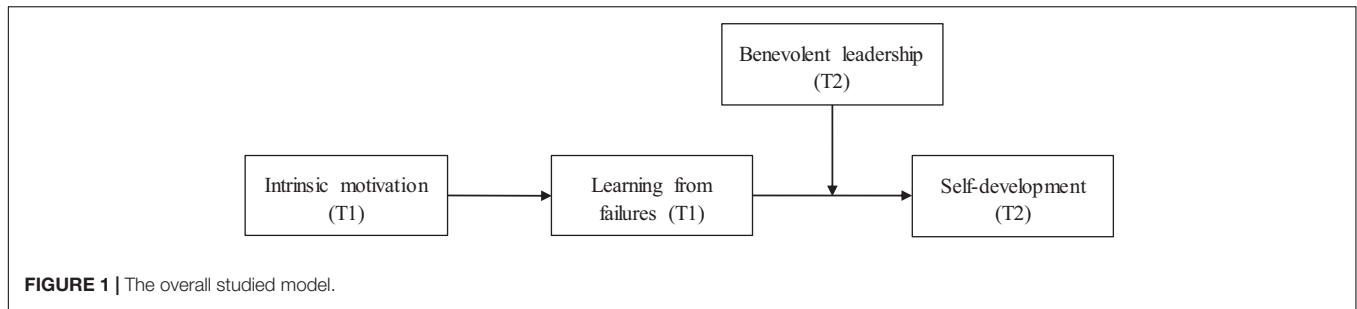 Benevolent leadership
(T2)
Intrinsic motivation
(T1)
Learning from
failures (T1)
Self-development
(T2)
FIGURE 1 | The overall studied model.